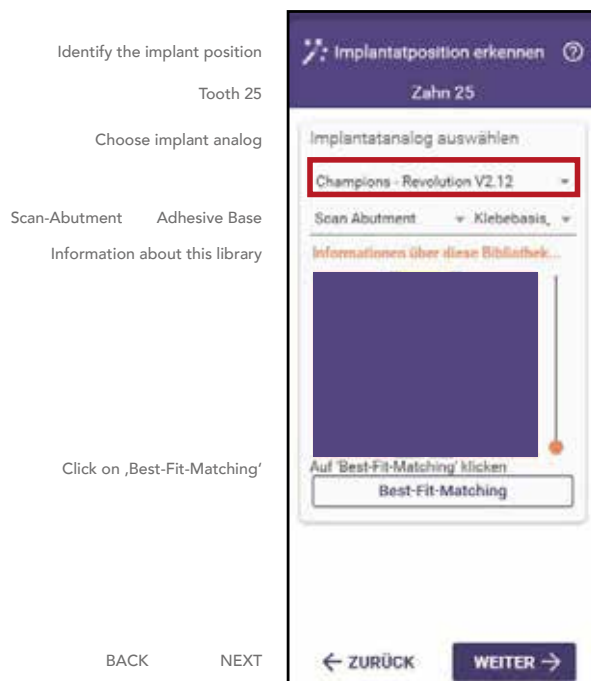 Identify the implant position
Implantatposition erkennen ?
Tooth 25
Zahn 25
Choose implant analog
Implantatanalog auswählen
Champions - Revolution V2.12
Scan-Abutment Adhesive Base
Scan Abutment Klebebasis,
Information about this library
Informationen über diese Bibliothek...
Click on ‚Best-Fit-Matching‘
Auf 'Best-Fit-Matching' klicken
Best-Fit-Matching
BACK NEXT
← ZURÜCK WEITER →